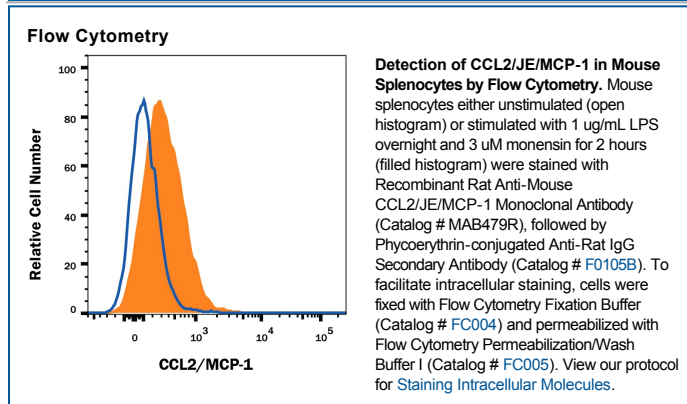 Flow Cytometry
100
80
60
40
20
0
Relative Cell Number
0 10³ 10⁴ 10⁵
CCL2/MCP-1
Detection of CCL2/JE/MCP-1 in Mouse
Splenocytes by Flow Cytometry. Mouse
splenocytes either unstimulated (open
histogram) or stimulated with 1 ug/mL LPS
overnight and 3 uM monensin for 2 hours
(filled histogram) were stained with
Recombinant Rat Anti-Mouse
CCL2/JE/MCP-1 Monoclonal Antibody
(Catalog # MAB479R), followed by
Phycoerythrin-conjugated Anti-Rat IgG
Secondary Antibody (Catalog # F0105B). To
facilitate intracellular staining, cells were
fixed with Flow Cytometry Fixation Buffer
(Catalog # FC004) and permeabilized with
Flow Cytometry Permeabilization/Wash
Buffer I (Catalog # FC005). View our protocol
for Staining Intracellular Molecules.